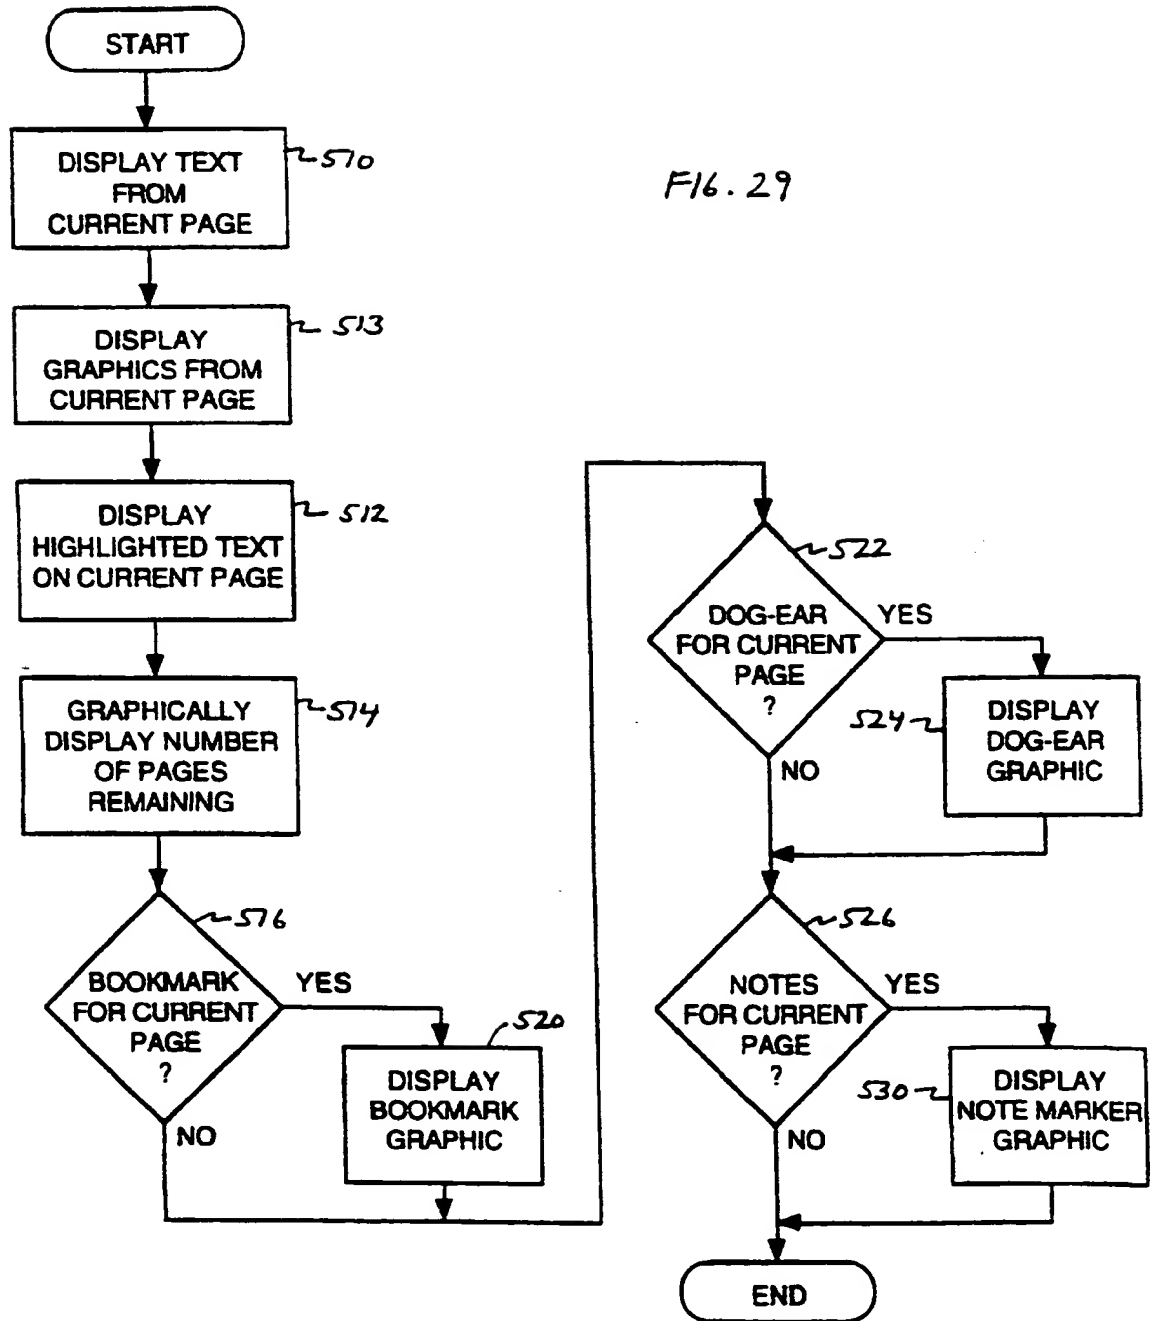 START
DISPLAY TEXT
FROM
CURRENT PAGE
510
FIG. 29
DISPLAY
GRAPHICS FROM
CURRENT PAGE
513
DISPLAY
HIGHLIGHTED TEXT
ON CURRENT PAGE
512
GRAPHICALLY
DISPLAY NUMBER
OF PAGES
REMAINING
514
BOOKMARK
FOR CURRENT
PAGE
?
516
YES
NO
520
DISPLAY
BOOKMARK
GRAPHIC
522
DOG-EAR
FOR CURRENT
PAGE
?
YES
NO
524
DISPLAY
DOG-EAR
GRAPHIC
526
NOTES
FOR CURRENT
PAGE
?
YES
NO
530
DISPLAY
NOTE MARKER
GRAPHIC
END